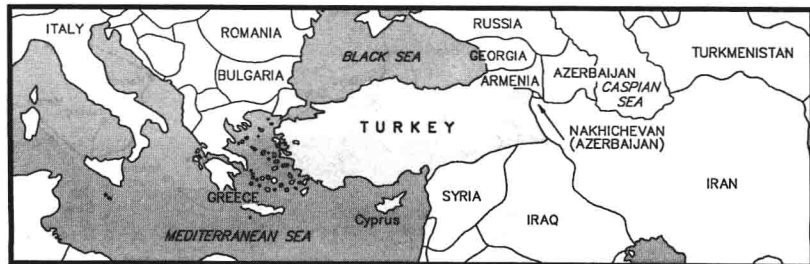 ITALY
ROMANIA
RUSSIA
BLACK SEA
GEORGIA
TURKMENISTAN
BULGARIA
ARMENIA
AZERBAIJAN
CASPIAN
SEA
TURKEY
NAKHICHEVAN
(AZERBAIJAN)
GREECE
SYRIA
IRAN
Cyprus
IRAQ
MEDITERRANEAN SEA